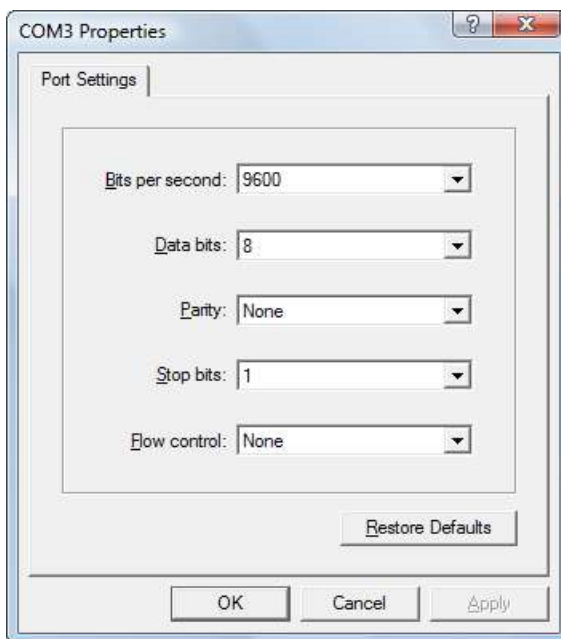 COM3 Properties
Port Settings
Bits per second: 9600
Data bits: 8
Parity: None
Stop bits: 1
Flow control: None
Restore Defaults
OK Cancel Apply